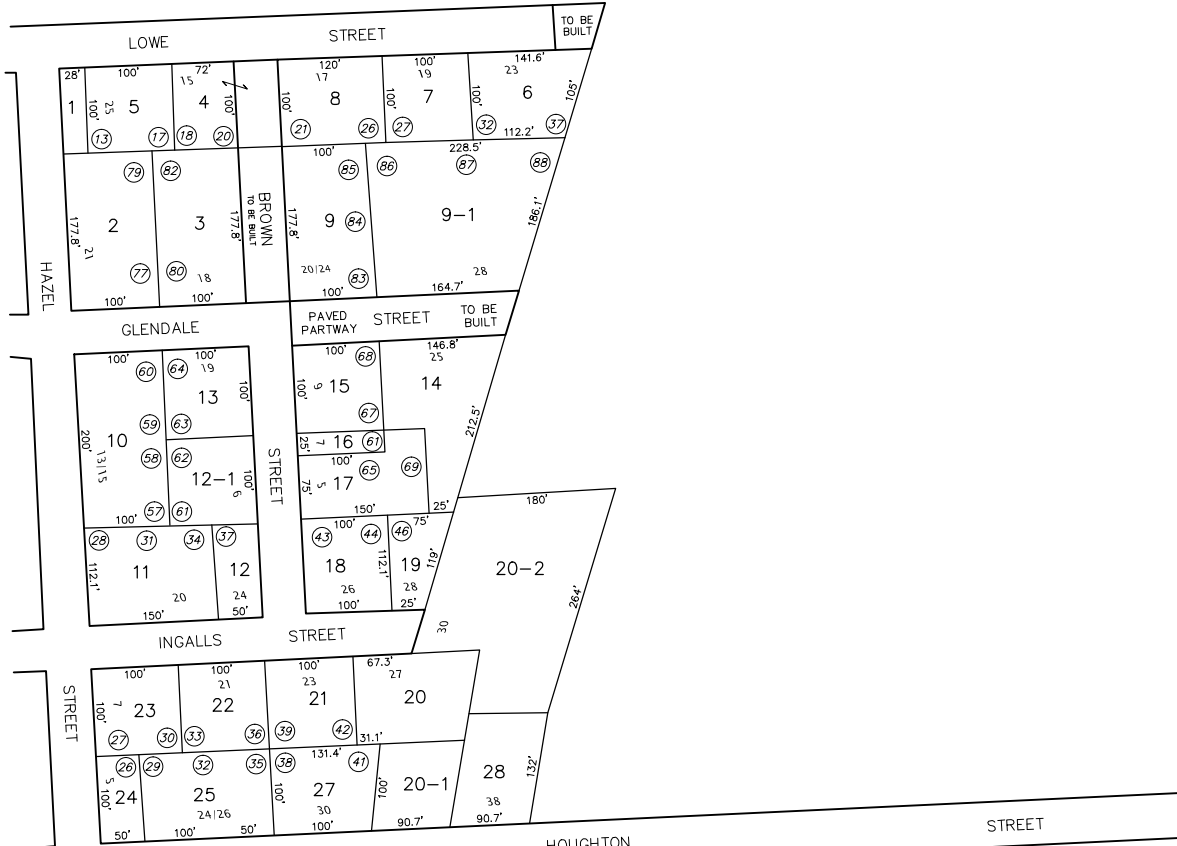 TO BE
BUILT
LOWE STREET
28' 100' 72' 120' 100' 141.6'
15 17 19 23
1 100' 25 5 4 100' 100' 8 100' 7 100' 6 105'
13 17 18 20 21 26 27 32 37
112.2'
100' 228.5'
79 82 85 86 87 88
177.8' 2 3 177.8' BROWN
TO BE BUILT
177.8' 9 84 9-1 186.1'
21
77 80 18 20/24 83 28
100' 100' 100' 164.7'
HAZEL
GLENDALE
PAVED
PARTWAY
STREET
TO BE
BUILT
100' 100' 100' 146.8'
60 64 19 68 25
13 100' 100' 9 15 14
59 63 67 212.5'
200' 10 25' 7 16 61
13/15 58 62 100'
12-1 100' 6 STREET 75' 5 17 65 69
57 61 150' 25' 180'
100'
28 31 34 37 43 100' 44 46 75'
112.1' 11 12 18 112.1' 19 119' 20-2 264'
20 24 26 28
150' 50' 100' 25'
30
INGALLS STREET
STREET
100' 100' 100' 67.3'
21 23 27
100' 7 23 22 21 20
27 30 33 36 39 42 31.1'
26 29 32 35 38 131.4' 41
5 100' 24 25 100' 27 100' 20-1 28 132'
24/26 30 38
50' 100' 50' 100' 90.7' 90.7'
HOUGHTON STREET